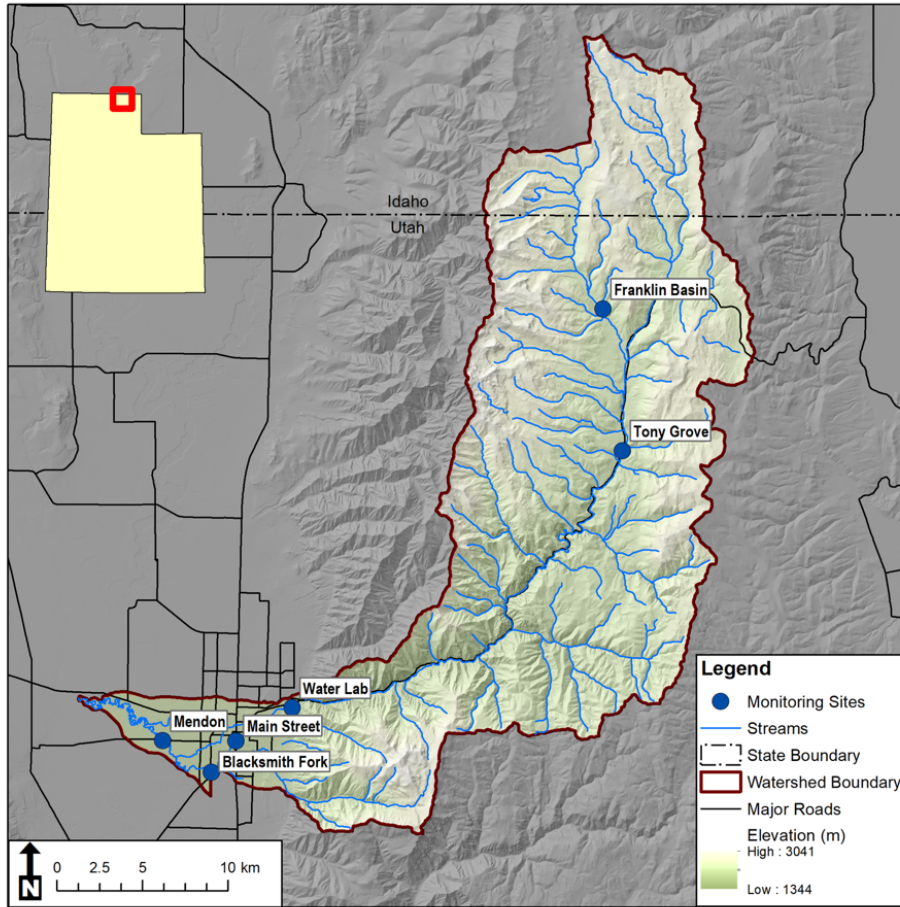 Idaho
Utah
Franklin Basin
Tony Grove
Water Lab
Mendon
Main Street
Blacksmith Fork
Legend
Monitoring Sites
Streams
State Boundary
Watershed Boundary
Major Roads
Elevation (m)
High : 3041
Low : 1344
N
0 2.5 5 10 km